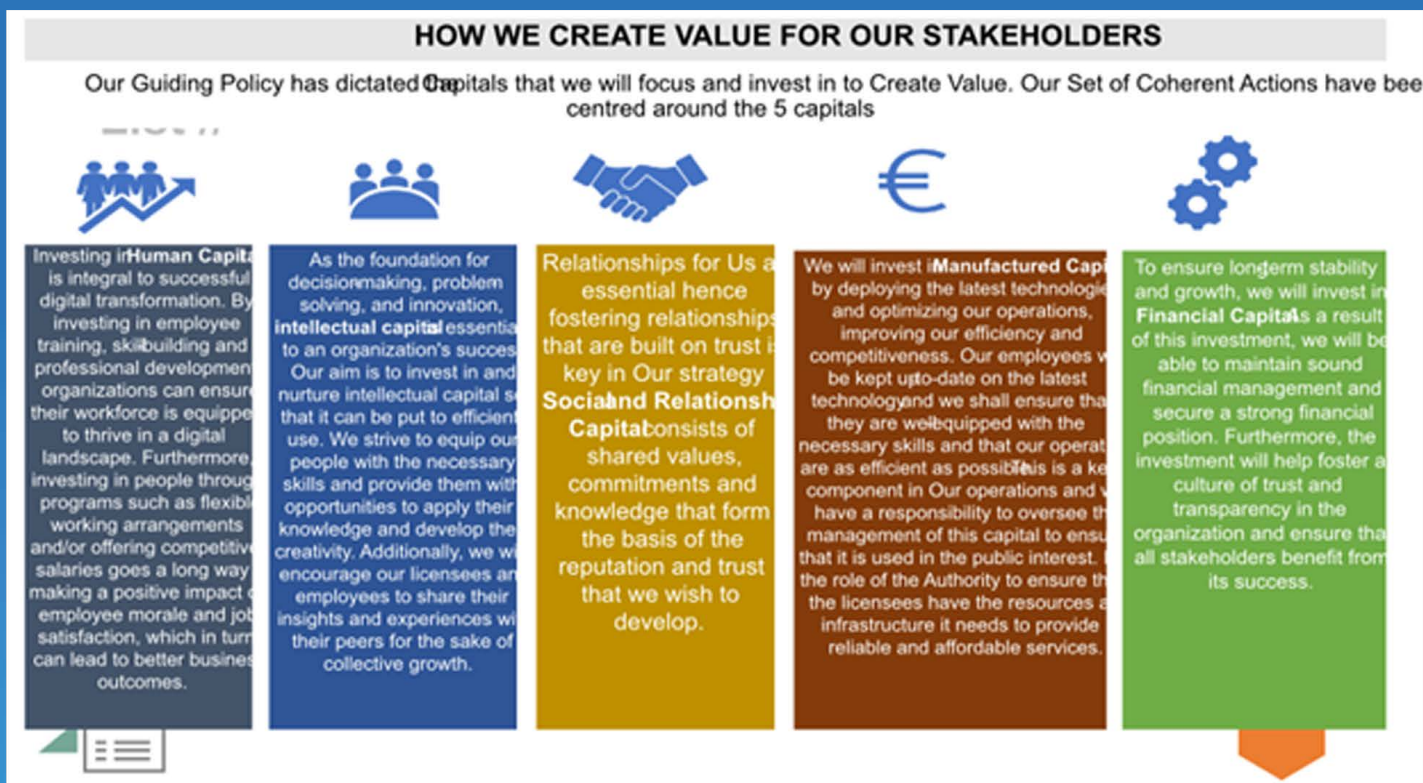 HOW WE CREATE VALUE FOR OUR STAKEHOLDERS
Our Guiding Policy has dictated the Capitals that we will focus and invest in to Create Value. Our Set of Coherent Actions have bee
centred around the 5 capitals
Investing in Human Capita
is integral to successful
digital transformation. By
investing in employee
training, skill-building and
professional developmen
organizations can ensure
their workforce is equippe
to thrive in a digital
landscape. Furthermore,
investing in people throug
programs such as flexible
working arrangements
and/or offering competitive
salaries goes a long way
making a positive impact o
employee morale and job
satisfaction, which in turn
can lead to better busines
outcomes.
As the foundation for
decision-making, problem
solving, and innovation,
intellectual capital is essentia
to an organization's succes
Our aim is to invest in and
nurture intellectual capital so
that it can be put to efficient
use. We strive to equip our
people with the necessary
skills and provide them with
opportunities to apply their
knowledge and develop the
creativity. Additionally, we wi
encourage our licensees an
employees to share their
insights and experiences wi
their peers for the sake of
collective growth.
Relationships for Us a
essential hence
fostering relationships
that are built on trust is
key in Our strategy
Social and Relationsh
Capital consists of
shared values,
commitments and
knowledge that form
the basis of the
reputation and trust
that we wish to
develop.
We will invest in Manufactured Capi
by deploying the latest technologie
and optimizing our operations,
improving our efficiency and
competitiveness. Our employees w
be kept up-to-date on the latest
technology and we shall ensure tha
they are well-equipped with the
necessary skills and that our operat
are as efficient as possible. This is a ke
component in Our operations and w
have a responsibility to oversee th
management of this capital to ensu
that it is used in the public interest.
the role of the Authority to ensure th
the licensees have the resources a
infrastructure it needs to provide
reliable and affordable services.
To ensure long-term stability
and growth, we will invest in
Financial Capital. As a result
of this investment, we will be
able to maintain sound
financial management and
secure a strong financial
position. Furthermore, the
investment will help foster a
culture of trust and
transparency in the
organization and ensure tha
all stakeholders benefit from
its success.